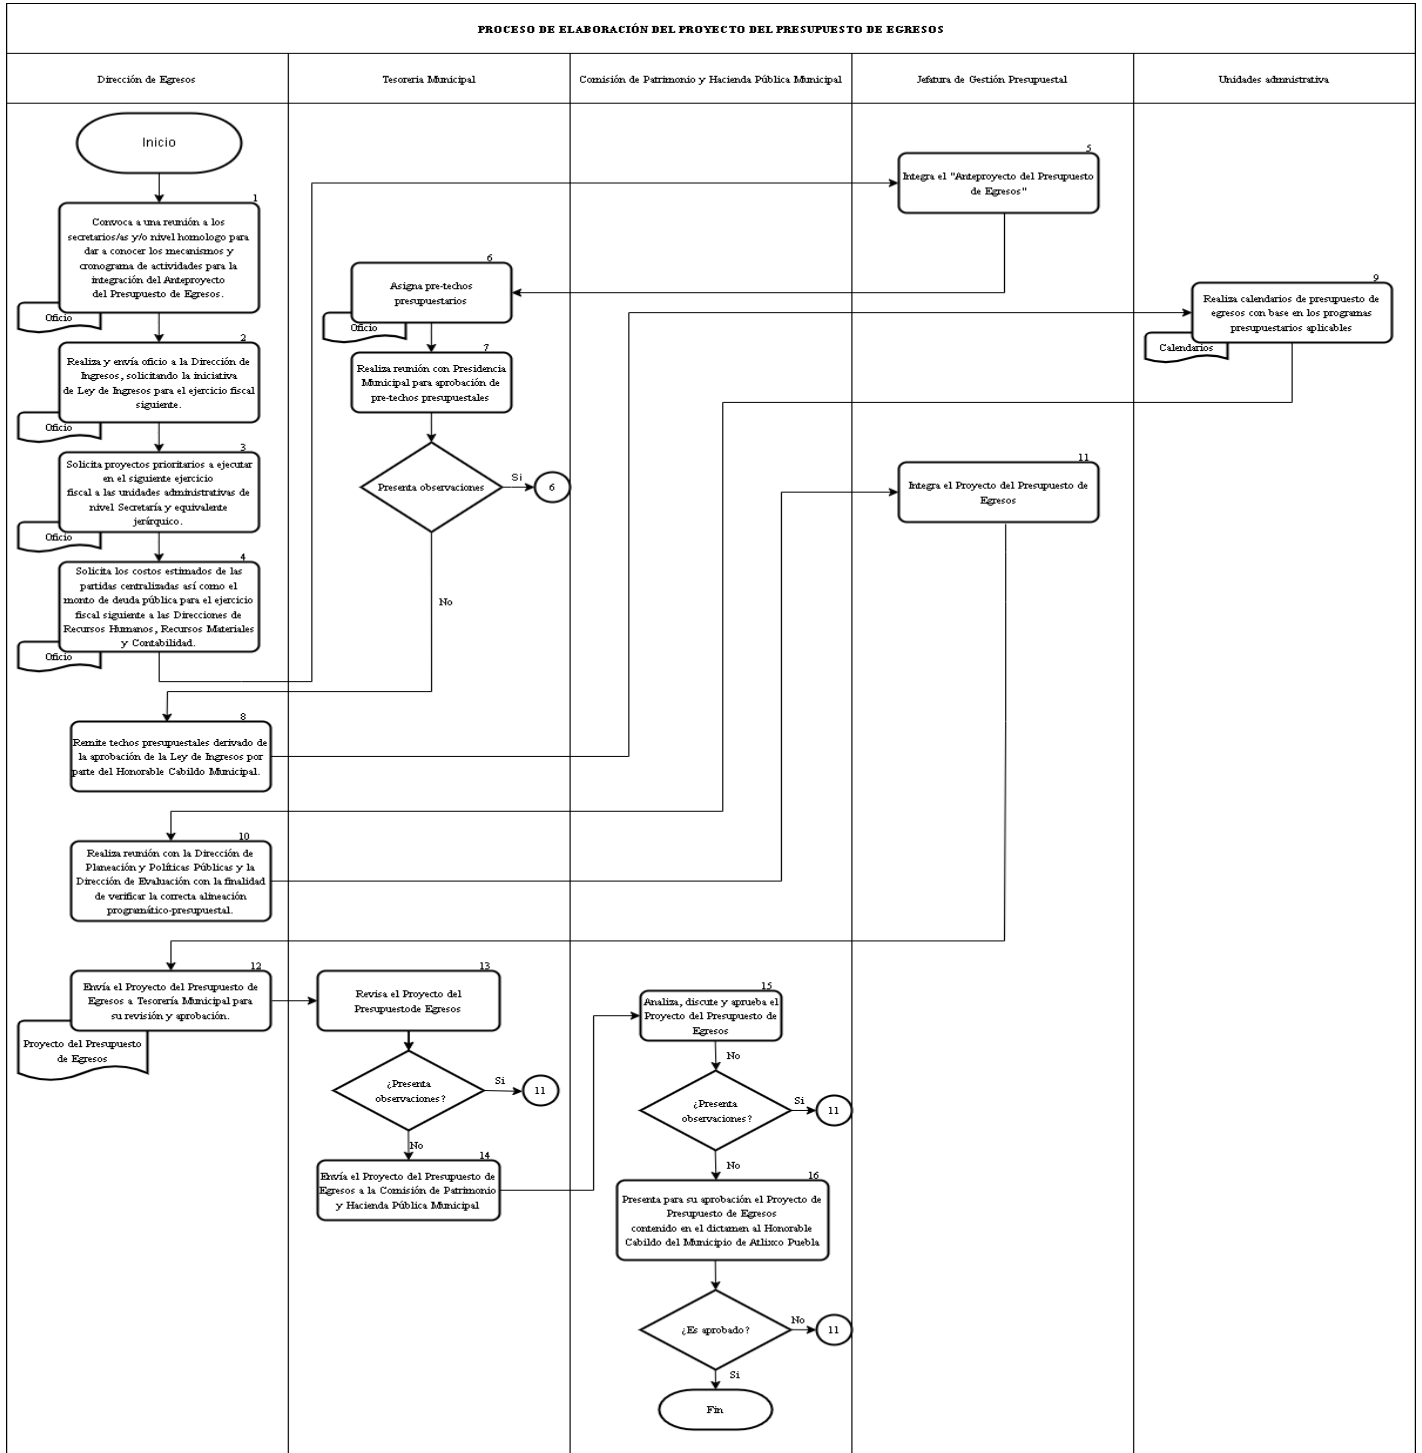 PROCESO DE ELABORACIÓN DEL PROYECTO DEL PRESUPUESTO DE EGRESOS
Dirección de Egresos
Tesoreria Municipal
Comisión de Patrimonio y Hacienda Pública Municipal
Jefatura de Gestión Presupuestal
Unidades admnistrativa
Inicio
1
Convoca a una reunión a los
secretarios/as y/o nivel homologo para
dar a conocer los mecanismos y
cronograma de actividades para la
integración del Anteproyecto
del Presupuesto de Egresos.
Oficio
2
Realiza y envía oficio a la Dirección de
Ingresos, solicitando la iniciativa
de Ley de Ingresos para el ejercicio fiscal
siguiente.
Oficio
3
Solicita proyectos prioritarios a ejecutar
en el siguiente ejercicio
fiscal a las unidades administrativas de
nivel Secretaría y equivalente
jerárquico.
Oficio
4
Solicita los costos estimados de las
partidas centralizadas así como el
monto de deuda pública para el ejercicio
fiscal siguiente a las Direcciones de
Recursos Humanos, Recursos Materiales
y Contabilidad.
Oficio
5
Integra el "Anteproyecto del Presupuesto
de Egresos"
6
Asigna pre-techos
presupuestarios
Oficio
7
Realiza reunión con Presidencia
Municipal para aprobación de
pre-techos presupuestales
Presenta observaciones
Si
6
No
8
Remite techos presupuestales derivado de
la aprobación de la Ley de Ingresos por
parte del Honorable Cabildo Municipal.
9
Realiza calendarios de presupuesto de
egresos con base en los programas
presupuestarios aplicables
Calendarios
10
Realiza reunión con la Dirección de
Planeación y Políticas Públicas y la
Dirección de Evaluación con la finalidad
de verificar la correcta alineación
programático-presupuestal.
11
Integra el Proyecto del Presupuesto de
Egresos
12
Envía el Proyecto del Presupuesto de
Egresos a Tesorería Municipal para
su revisión y aprobación.
Proyecto del Presupuesto
de Egresos
13
Revisa el Proyecto del
Presupuestode Egresos
¿Presenta
observaciones?
Si
11
No
14
Envía el Proyecto del Presupuesto de
Egresos a la Comisión de Patrimonio
y Hacienda Pública Municipal
15
Analiza, discute y aprueba el
Proyecto del Presupuesto de
Egresos
No
¿Presenta
observaciones?
Si
11
No
16
Presenta para su aprobación el Proyecto de
Presupuesto de Egresos
contenido en el dictamen al Honorable
Cabildo del Municipio de Atlixco Puebla
¿Es aprobado?
No
11
Si
Fin